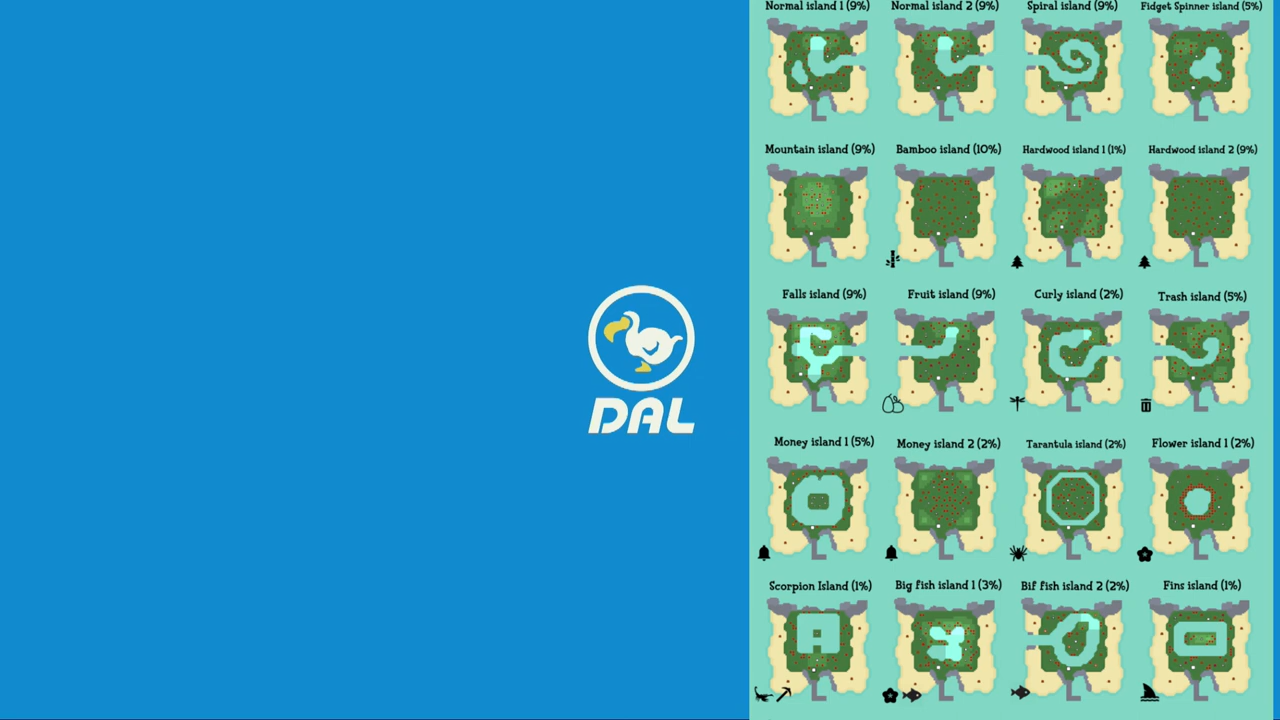 Normal island 1 (9%)
Normal island 2 (9%)
Spiral island (9%)
Fidget Spinner island (5%)
Mountain island (9%)
Bamboo island (10%)
Hardwood island 1 (1%)
Hardwood island 2 (9%)
Falls island (9%)
Fruit island (9%)
Curly island (2%)
Trash island (5%)
DAL
Money island 1 (5%)
Money island 2 (2%)
Tarantula island (2%)
Flower island 1 (2%)
Scorpion Island (1%)
Big fish island 1 (3%)
Bif fish island 2 (2%)
Fins island (1%)